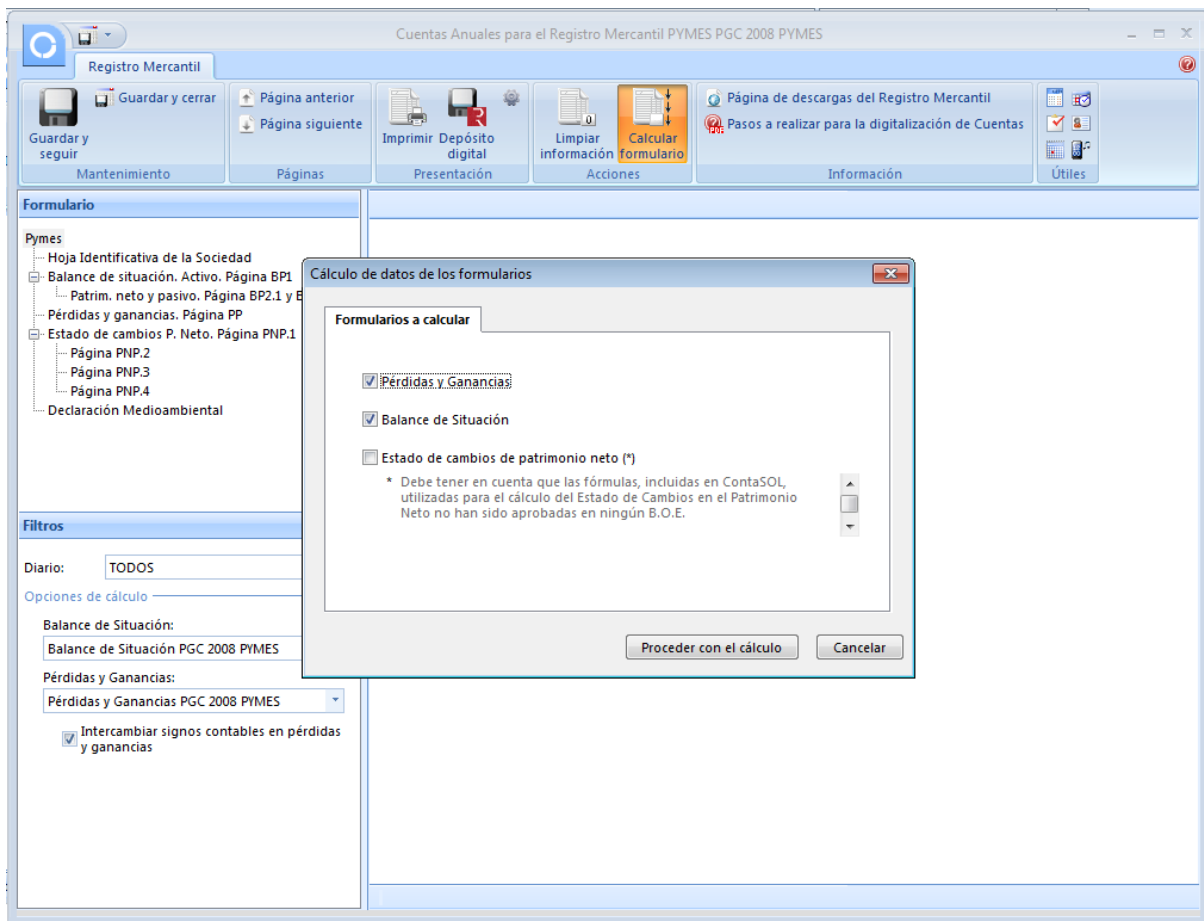 Cuentas Anuales para el Registro Mercantil PYMES PGC 2008 PYMES
Registro Mercantil
Guardar y seguir
Guardar y cerrar
Mantenimiento
Página anterior
Página siguiente
Páginas
Imprimir
Depósito digital
Presentación
Limpiar información
Calcular formulario
Acciones
Página de descargas del Registro Mercantil
Pasos a realizar para la digitalización de Cuentas
Información
Útiles
Formulario
Pymes
Hoja Identificativa de la Sociedad
Balance de situación. Activo. Página BP1
Patrim. neto y pasivo. Página BP2.1 y
Pérdidas y ganancias. Página PP
Estado de cambios P. Neto. Página PNP.1
Página PNP.2
Página PNP.3
Página PNP.4
Declaración Medioambiental
Filtros
Diario: TODOS
Opciones de cálculo
Balance de Situación:
Balance de Situación PGC 2008 PYMES
Pérdidas y Ganancias:
Pérdidas y Ganancias PGC 2008 PYMES
Intercambiar signos contables en pérdidas
y ganancias
Cálculo de datos de los formularios
Formularios a calcular
Pérdidas y Ganancias
Balance de Situación
Estado de cambios de patrimonio neto (*)
* Debe tener en cuenta que las fórmulas, incluidas en ContaSOL,
utilizadas para el cálculo del Estado de Cambios en el Patrimonio
Neto no han sido aprobadas en ningún B.O.E.
Proceder con el cálculo
Cancelar